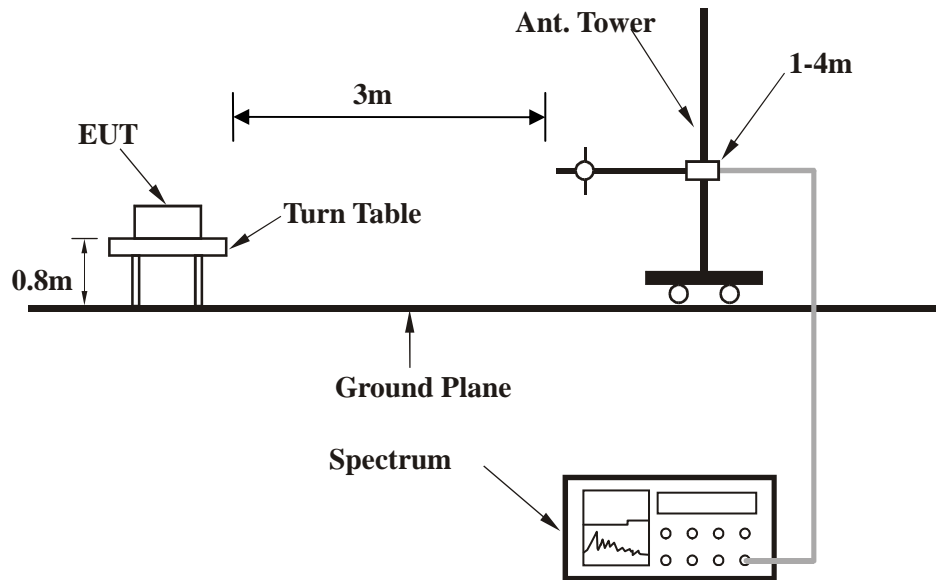 Ant. Tower
1-4m
3m
EUT
Turn Table
0.8m
Ground Plane
Spectrum